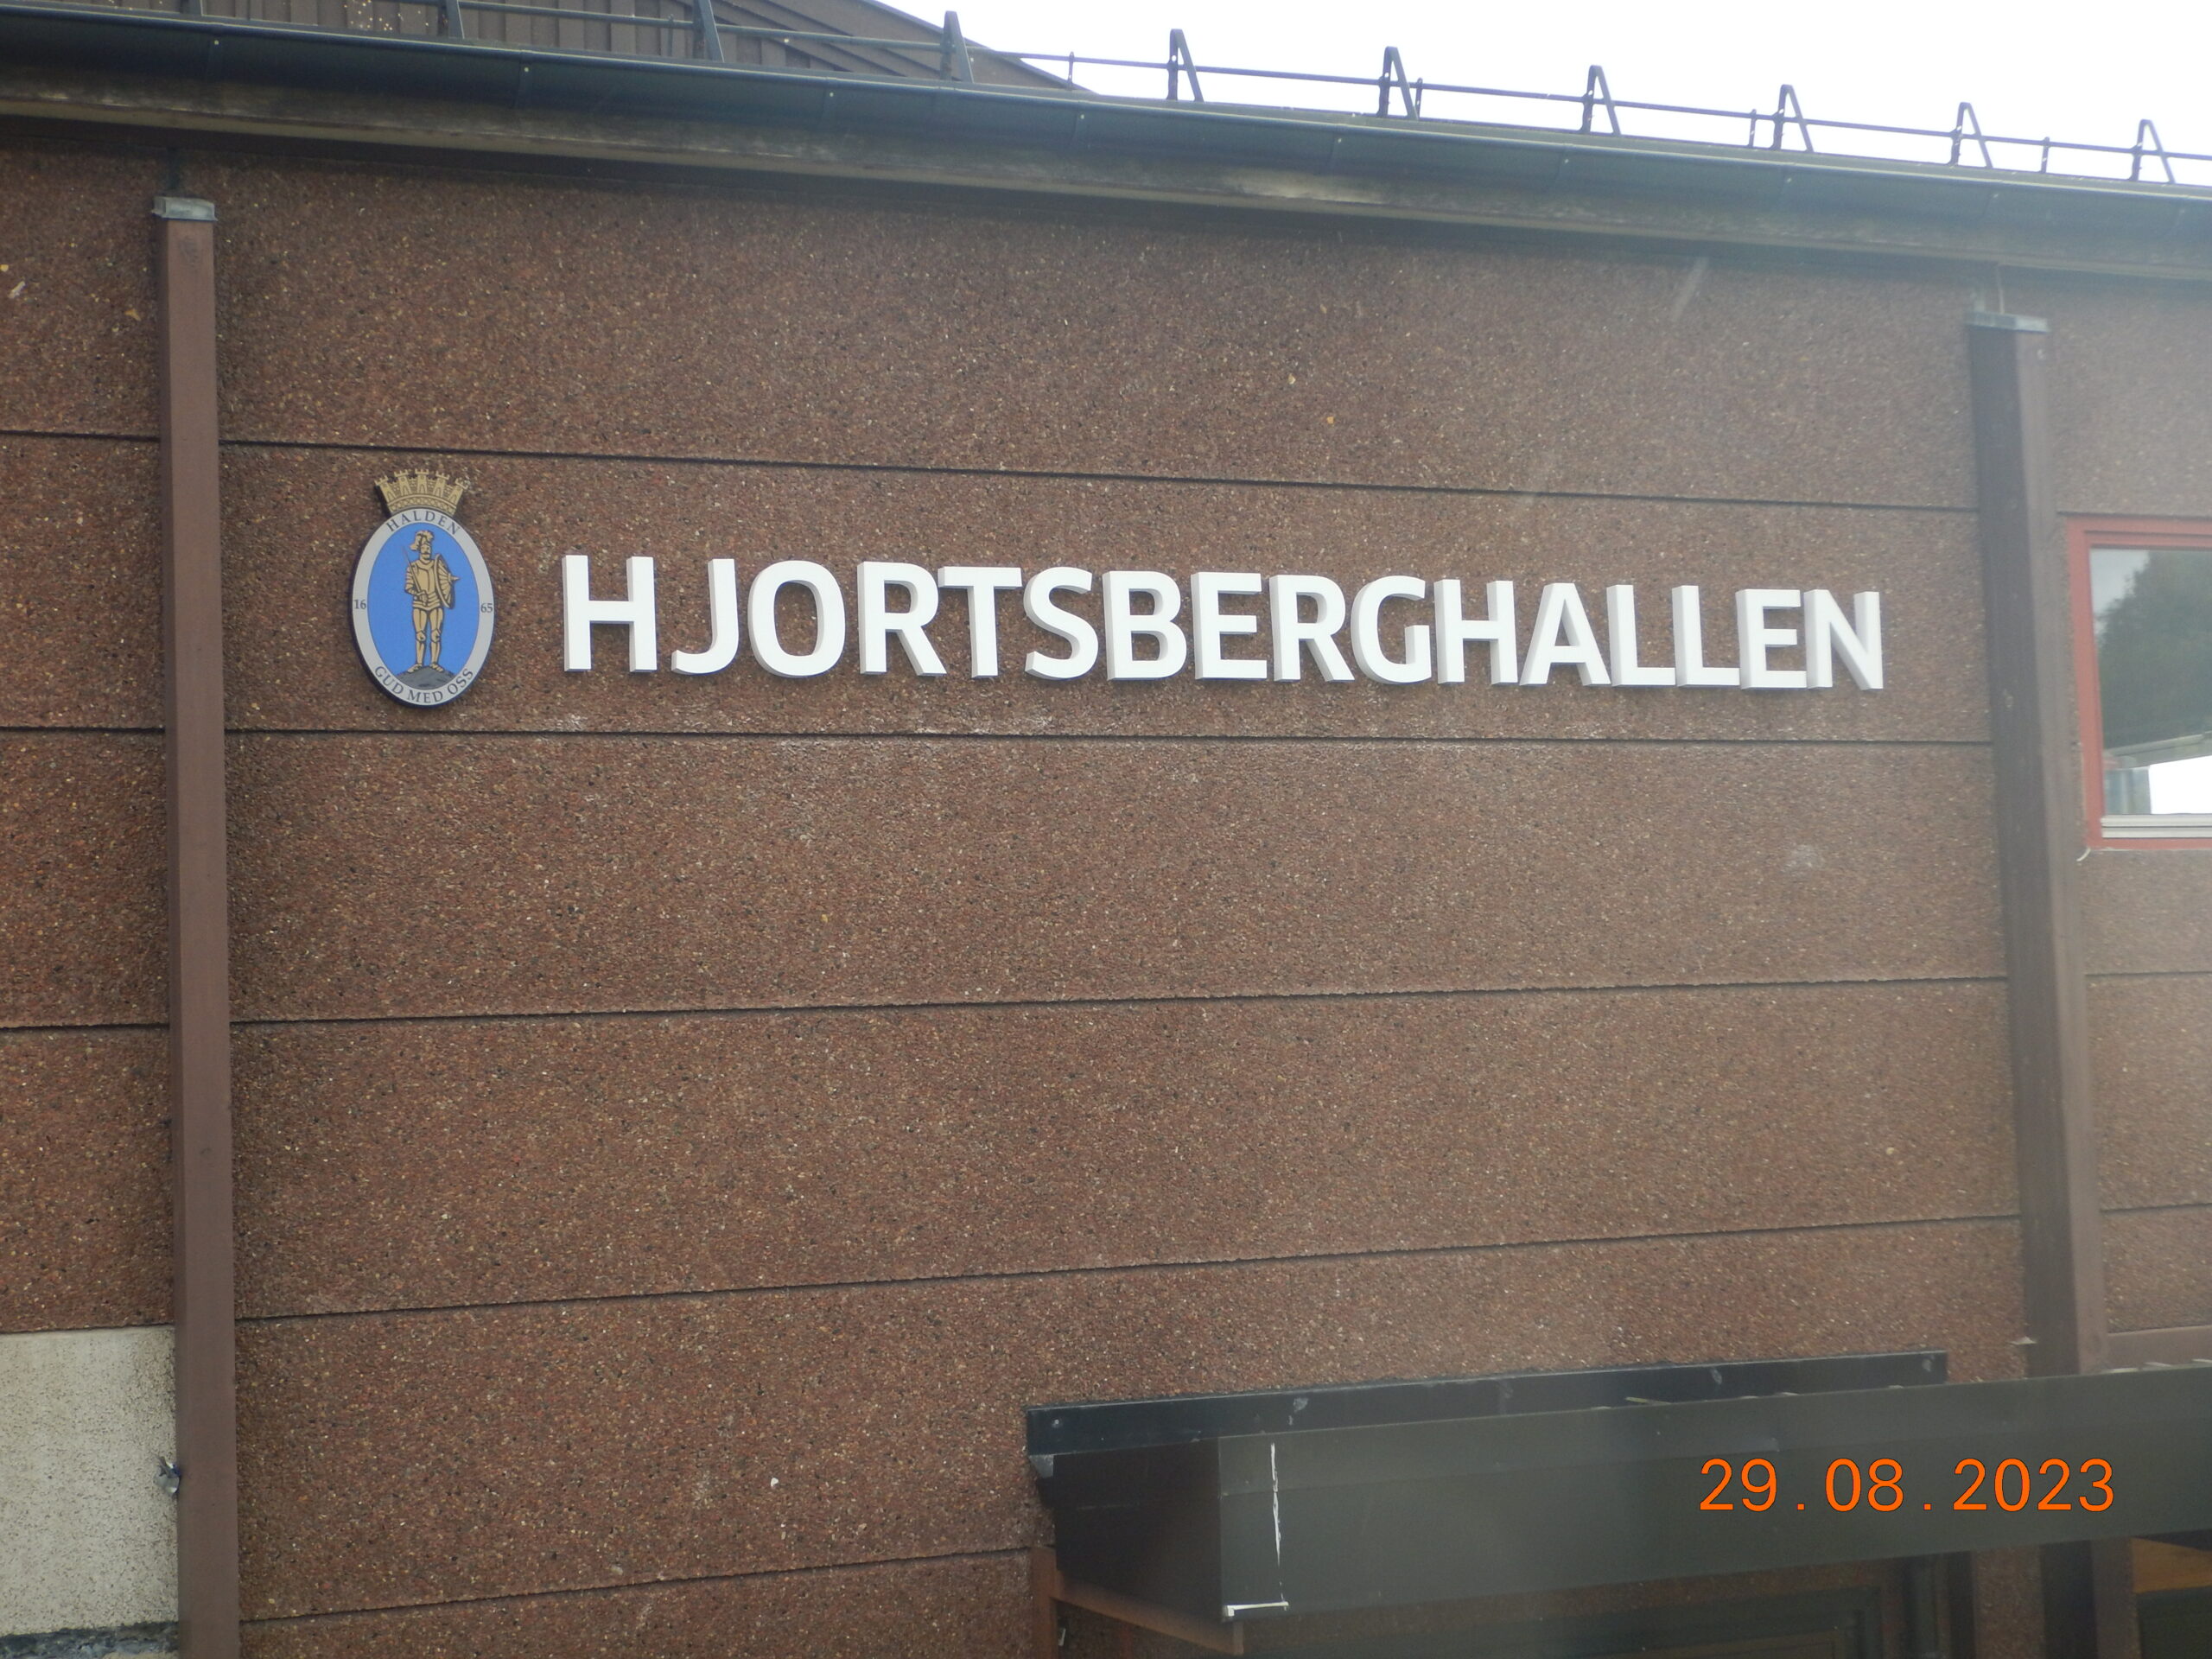 HALDEN
16 65
GUD MED OSS
HJORTSBERGHALLEN
29.08.2023